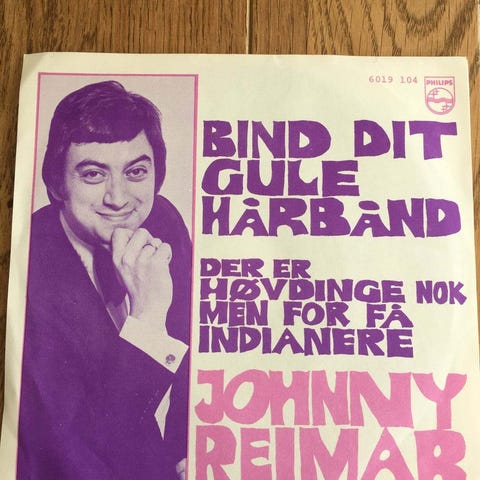 6019 104
PHILIPS
BIND DIT
GULE
HÅRBÅND
DER ER
HØVDINGE NOK
MEN FOR FÅ
INDIANERE
JOHNNY
REIMAR